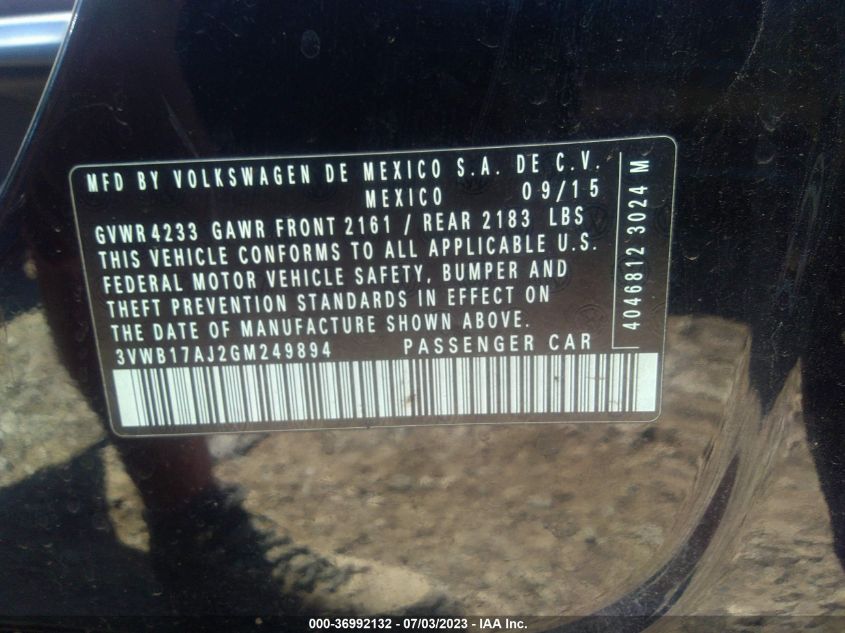 MFD BY VOLKSWAGEN DE MEXICO S.A. DE C.V.
MEXICO 09/15
GVWR 4233 GAWR FRONT 2161 / REAR 2183 LBS
THIS VEHICLE CONFORMS TO ALL APPLICABLE U.S.
FEDERAL MOTOR VEHICLE SAFETY, BUMPER AND
THEFT PREVENTION STANDARDS IN EFFECT ON
THE DATE OF MANUFACTURE SHOWN ABOVE.
3VWB17AJ2GM249894 PASSENGER CAR
4046812 3024 M
000-36992132 - 07/03/2023 - IAA Inc.